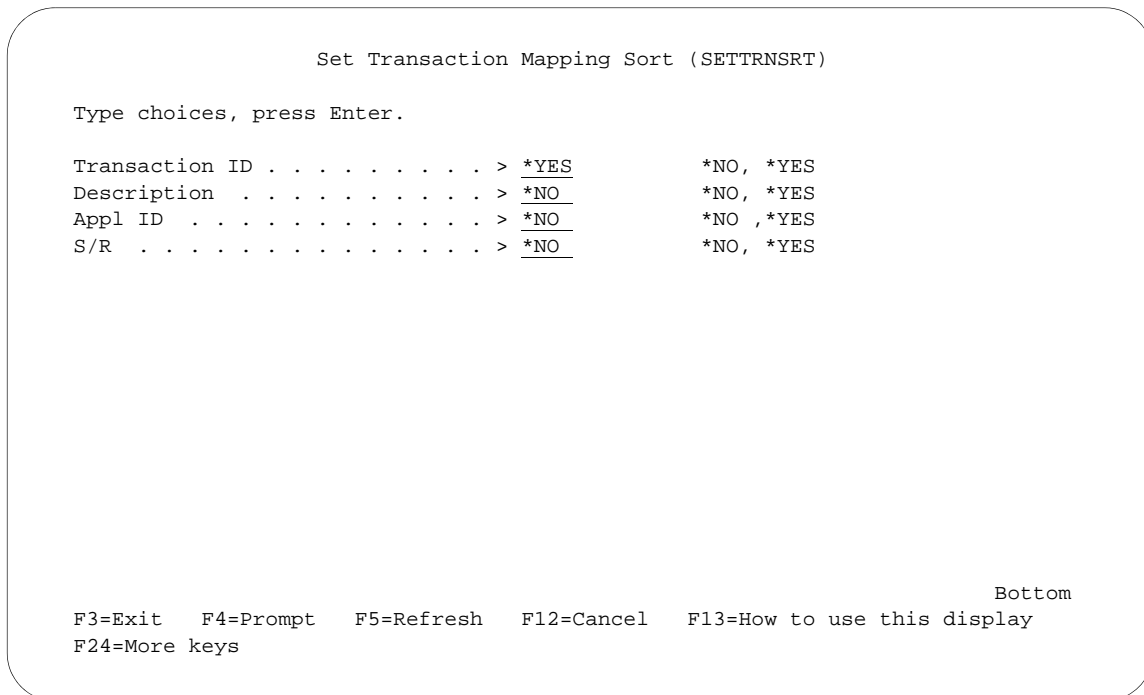 Set Transaction Mapping Sort (SETTRNSRT)
Type choices, press Enter.
Transaction ID . . . . . . . . . > *YES *NO, *YES
Description . . . . . . . . . . > *NO *NO, *YES
Appl ID . . . . . . . . . . . . > *NO *NO ,*YES
S/R . . . . . . . . . . . . . . > *NO *NO, *YES
Bottom
F3=Exit F4=Prompt F5=Refresh F12=Cancel F13=How to use this display
F24=More keys